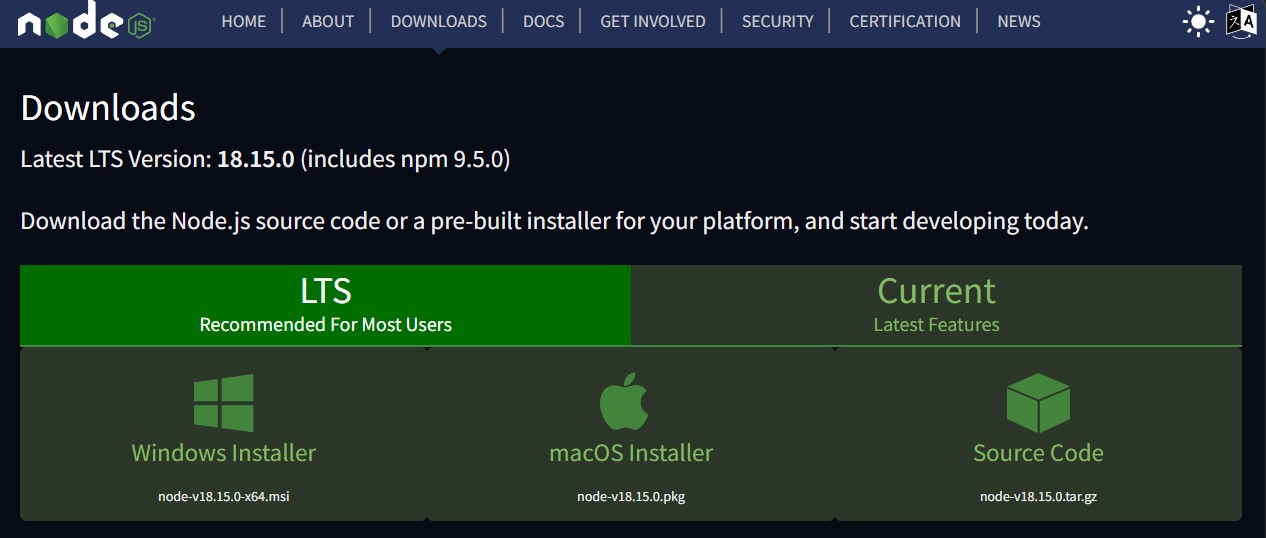 node JS
HOME | ABOUT | DOWNLOADS | DOCS | GET INVOLVED | SECURITY | CERTIFICATION | NEWS
Downloads
Latest LTS Version: 18.15.0 (includes npm 9.5.0)
Download the Node.js source code or a pre-built installer for your platform, and start developing today.
LTS
Recommended For Most Users
Current
Latest Features
Windows Installer
node-v18.15.0-x64.msi
macOS Installer
node-v18.15.0.pkg
Source Code
node-v18.15.0.tar.gz